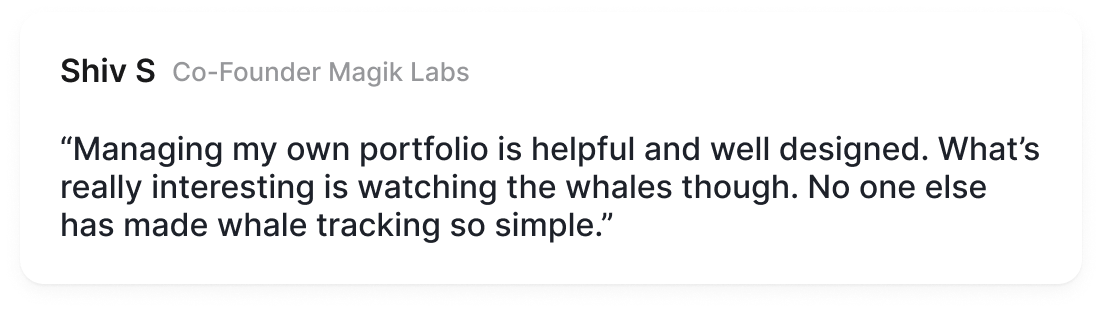 Shiv S Co-Founder Magik Labs
“Managing my own portfolio is helpful and well designed. What’s
really interesting is watching the whales though. No one else
has made whale tracking so simple.”